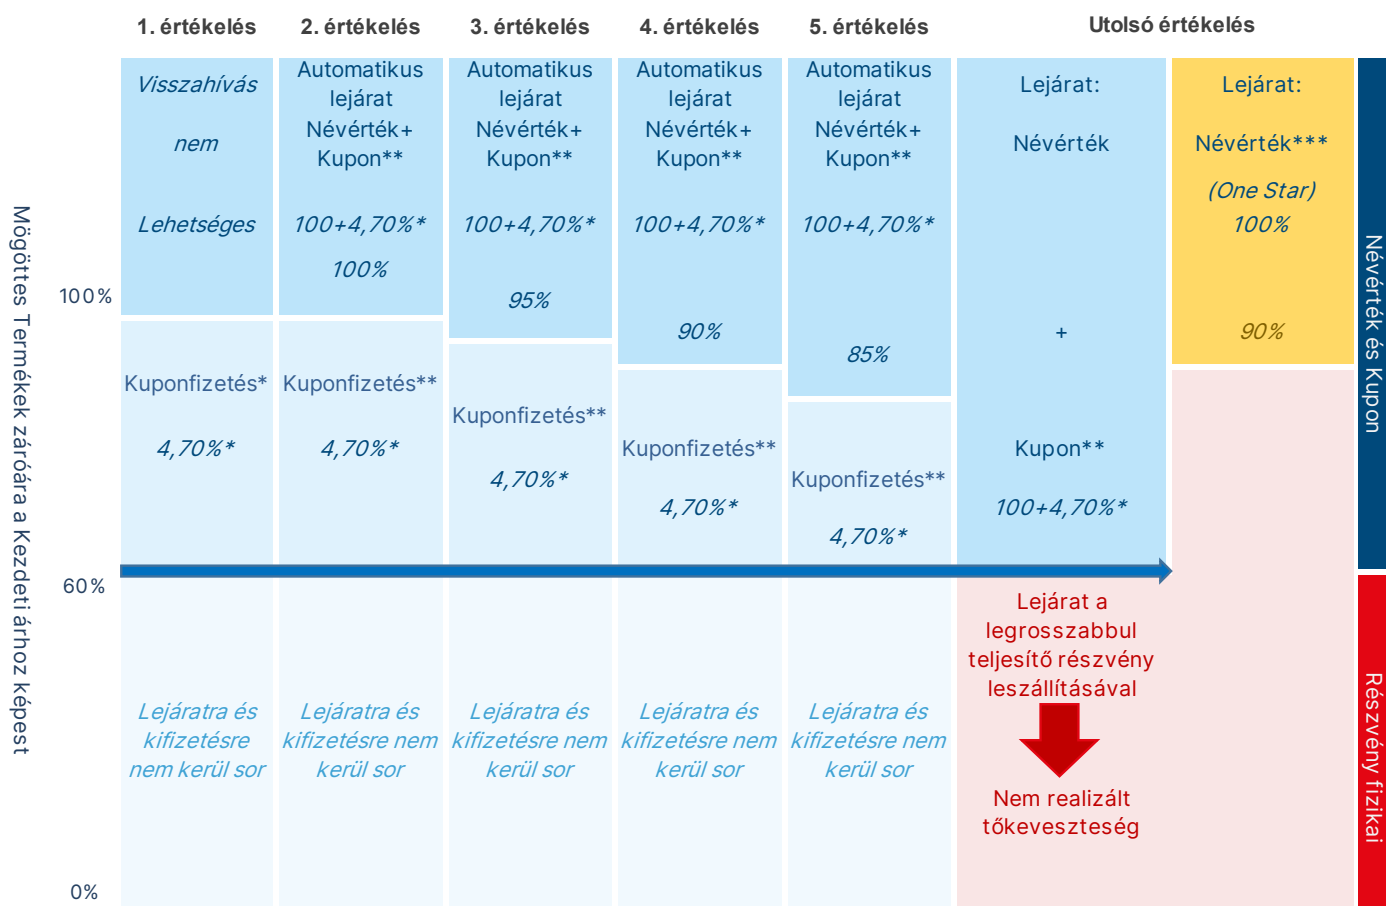 1. értékelés
2. értékelés
3. értékelés
4. értékelés
5. értékelés
Utolsó értékelés
Mögöttes Termékek záróára a Kezdeti árhoz képest
100%
60%
0%
Visszahívás
nem
Lehetséges
Kuponfizetés*
4,70%*
Lejáratra és
kifizetésre
nem kerül sor
Automatikus
lejárat
Névérték+
Kupon**
100+4,70%*
100%
Kuponfizetés**
4,70%*
Lejáratra és
kifizetésre nem
kerül sor
Automatikus
lejárat
Névérték+
Kupon**
100+4,70%*
95%
Kuponfizetés**
4,70%*
Lejáratra és
kifizetésre nem
kerül sor
Automatikus
lejárat
Névérték+
Kupon**
100+4,70%*
90%
Kuponfizetés**
4,70%*
Lejáratra és
kifizetésre nem
kerül sor
Automatikus
lejárat
Névérték+
Kupon**
100+4,70%*
85%
Kuponfizetés**
4,70%*
Lejáratra és
kifizetésre nem
kerül sor
Lejárat:
Névérték
+
Kupon**
100+4,70%*
Lejárat a
legrosszabbul
teljesítő részvény
leszállításával
Nem realizált
tőkeveszteség
Lejárat:
Névérték***
(One Star)
100%
90%
Névérték és Kupon
Részvény fizikai